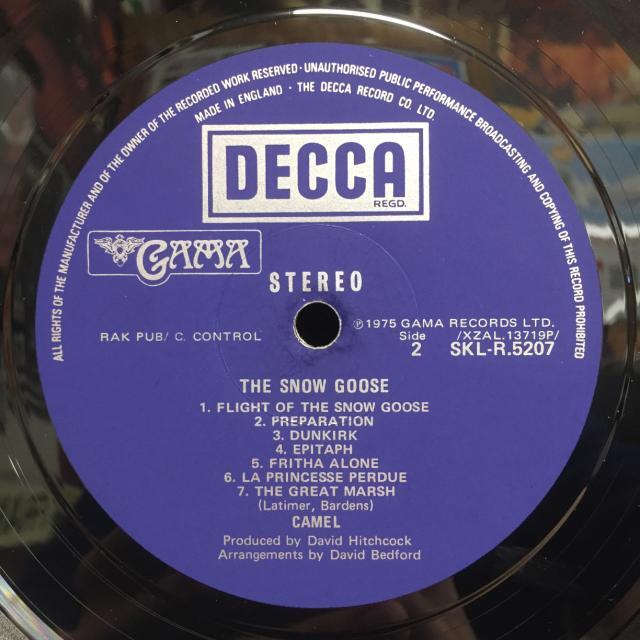 ALL RIGHTS OF THE MANUFACTURER AND OF THE OWNER OF THE RECORDED WORK RESERVED · UNAUTHORISED PUBLIC PERFORMANCE BROADCASTING AND COPYING OF THIS RECORD PROHIBITED
MADE IN ENGLAND · THE DECCA RECORD CO. LTD.
DECCA
REGD.
GAMA
STEREO
RAK PUB/ C. CONTROL
℗1975 GAMA RECORDS LTD.
Side /XZAL.13719P/
2 SKL-R.5207
THE SNOW GOOSE
1. FLIGHT OF THE SNOW GOOSE
2. PREPARATION
3. DUNKIRK
4. EPITAPH
5. FRITHA ALONE
6. LA PRINCESSE PERDUE
7. THE GREAT MARSH
(Latimer, Bardens)
CAMEL
Produced by David Hitchcock
Arrangements by David Bedford